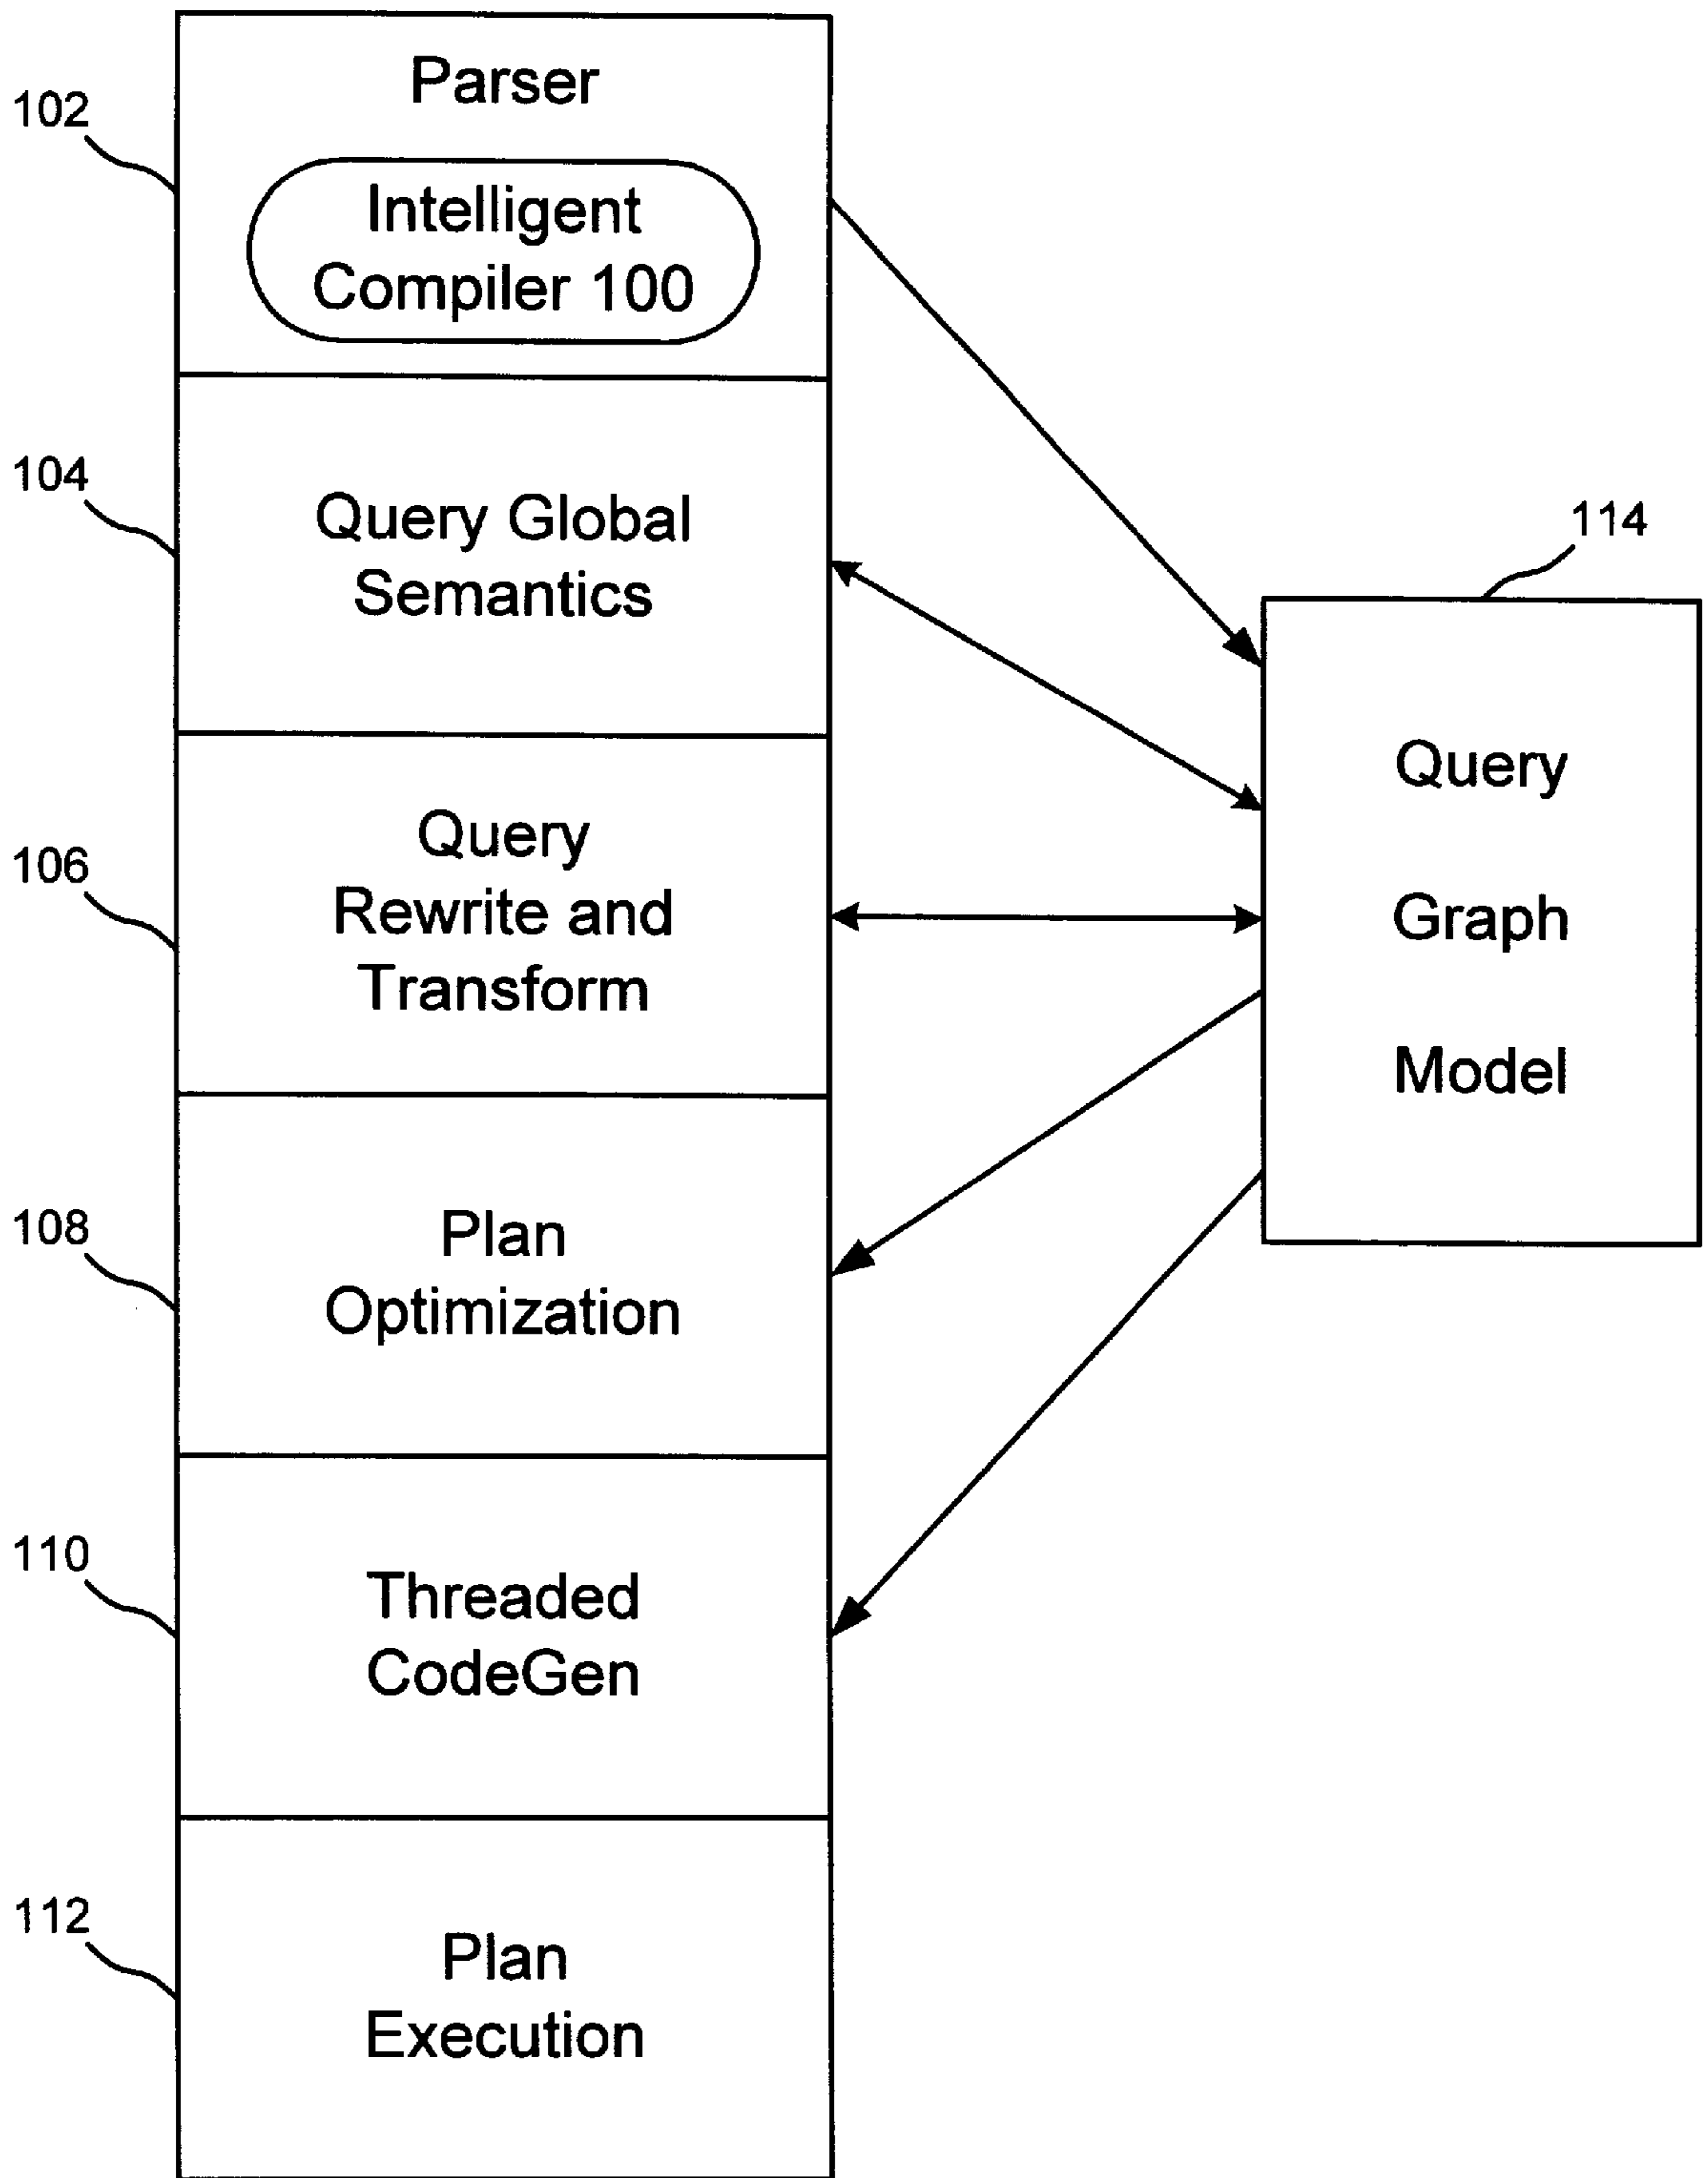 102
Parser
Intelligent
Compiler 100
104
Query Global
Semantics
106
Query
Rewrite and
Transform
108
Plan
Optimization
110
Threaded
CodeGen
112
Plan
Execution
114
Query
Graph
Model